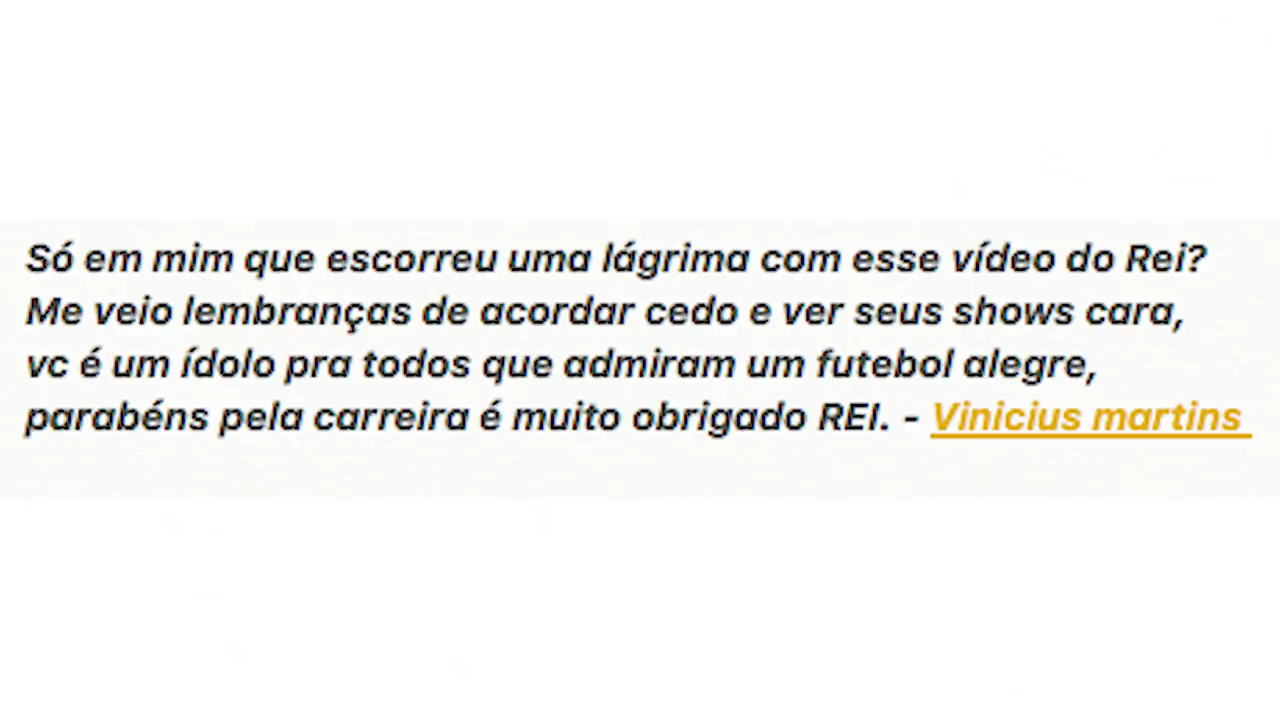 Só em mim que escorreu uma lágrima com esse vídeo do Rei?
Me veio lembranças de acordar cedo e ver seus shows cara,
vc é um ídolo pra todos que admiram um futebol alegre,
parabéns pela carreira é muito obrigado REI. - Vinicius martins